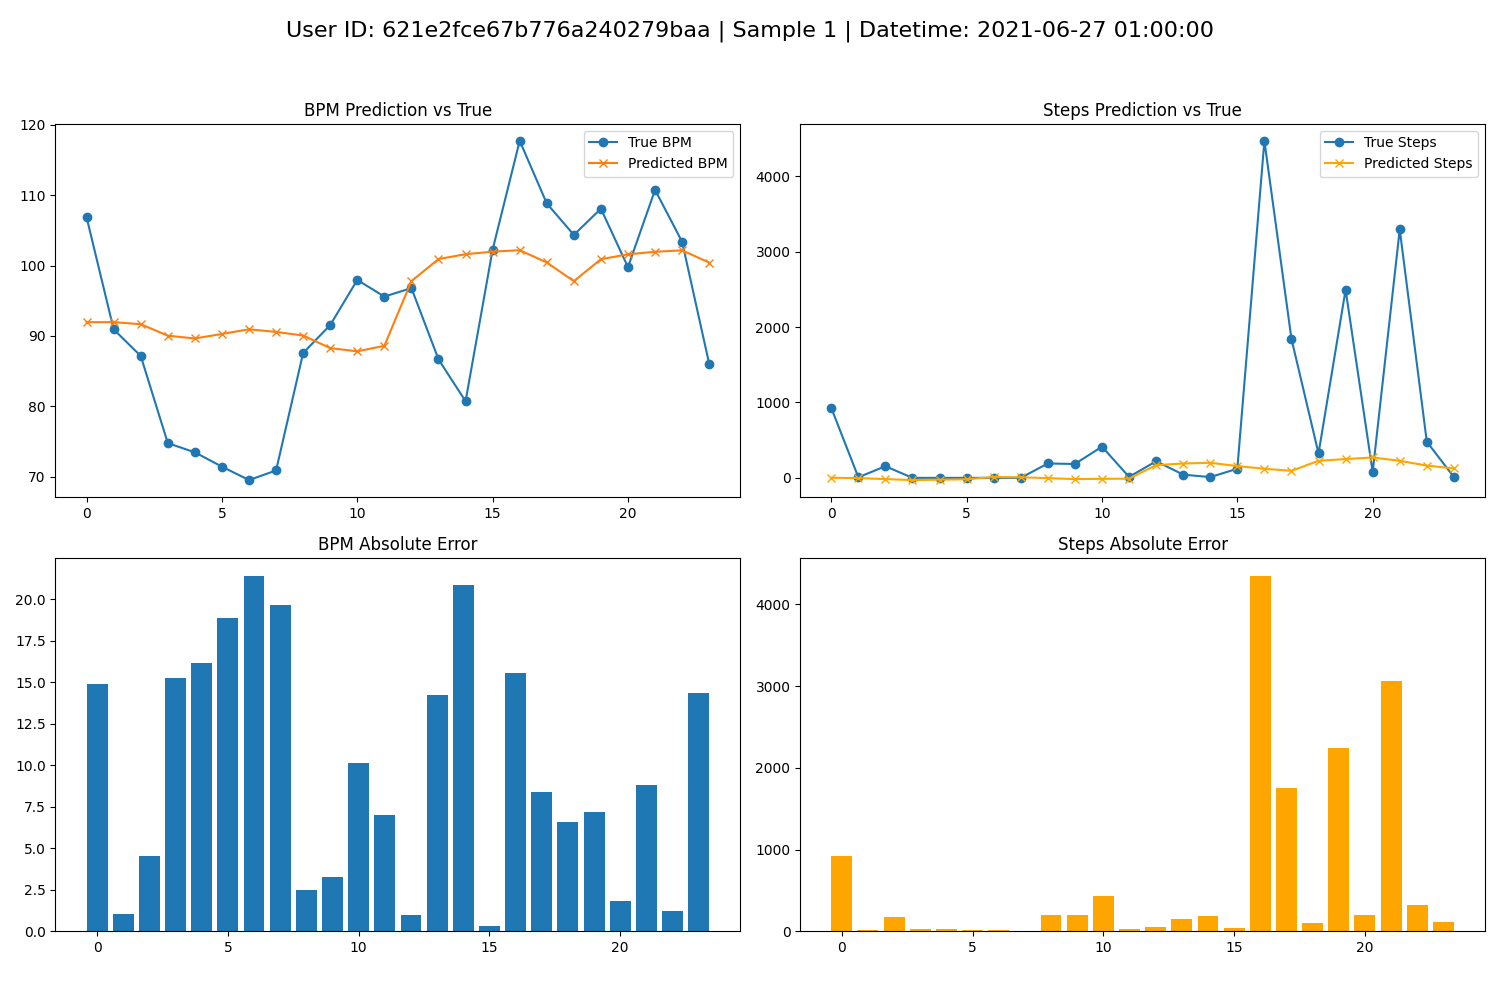 User ID: 621e2fce67b776a240279baa | Sample 1 | Datetime: 2021-06-27 01:00:00
BPM Prediction vs True
120
110
100
90
80
70
0 5 10 15 20
True BPM
Predicted BPM
Steps Prediction vs True
4000
3000
2000
1000
0
0 5 10 15 20
True Steps
Predicted Steps
BPM Absolute Error
20.0
17.5
15.0
12.5
10.0
7.5
5.0
2.5
0.0
0 5 10 15 20
Steps Absolute Error
4000
3000
2000
1000
0
0 5 10 15 20